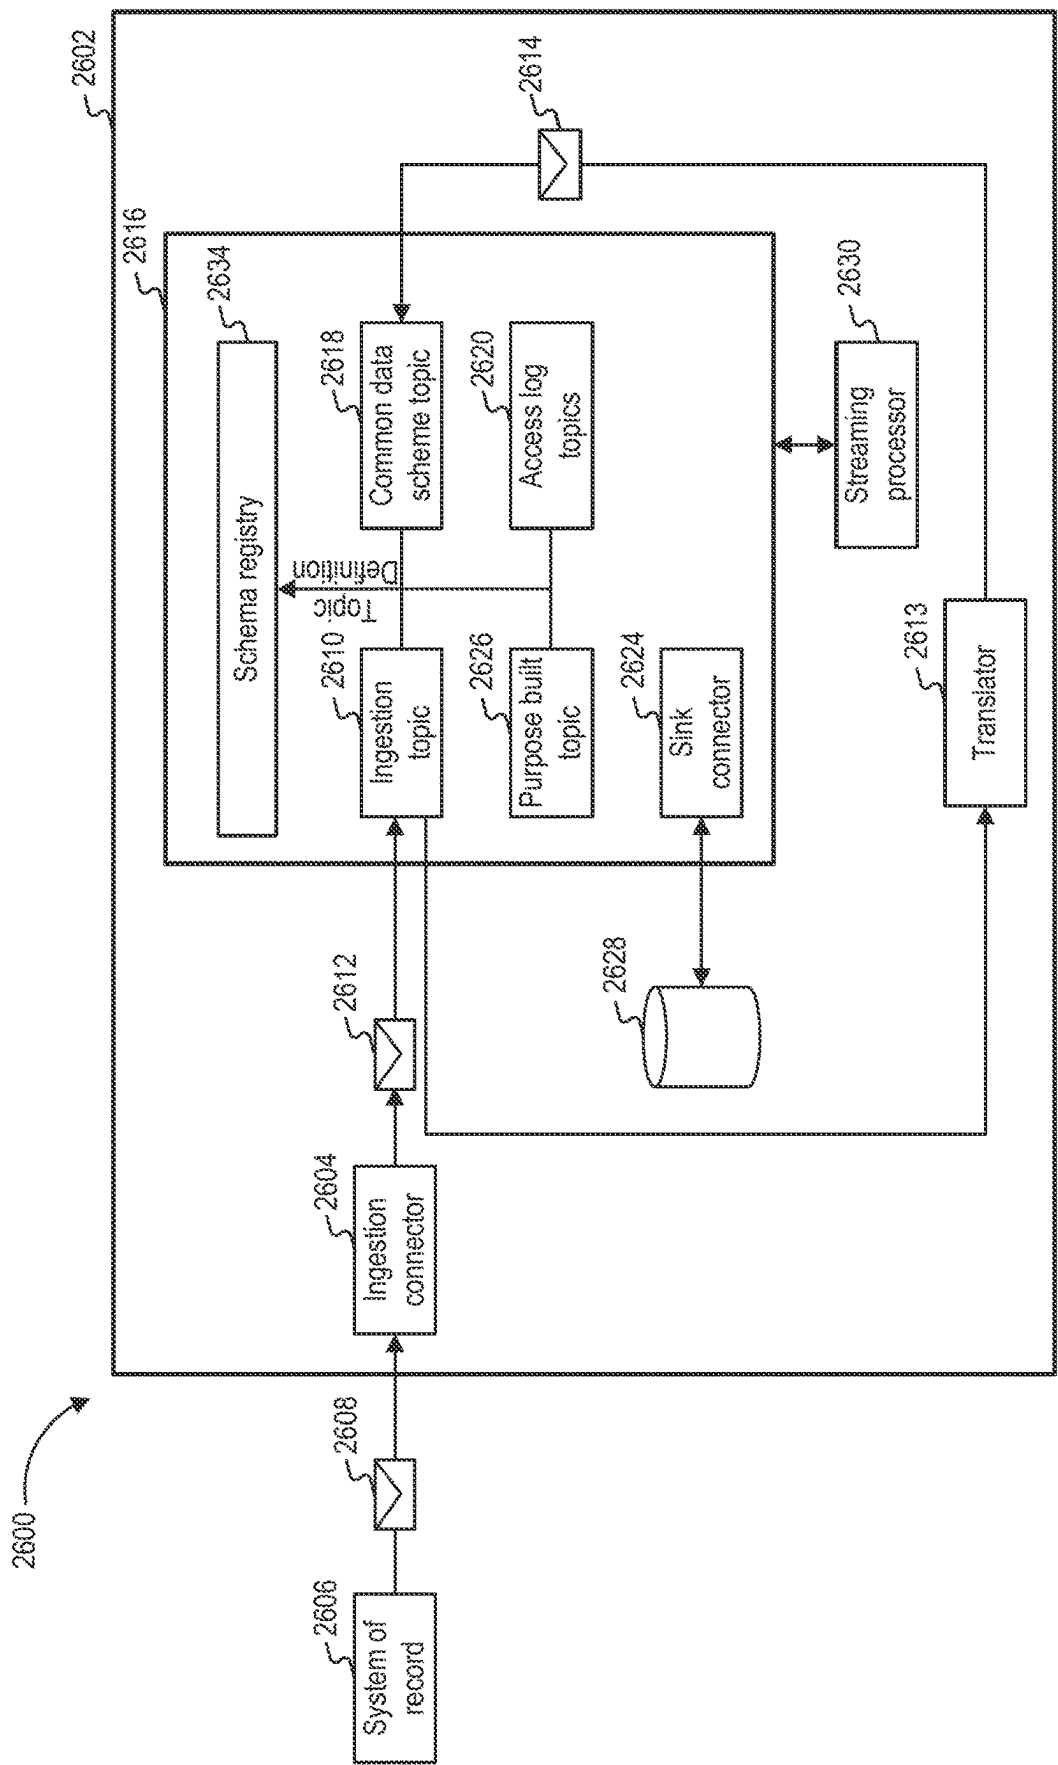 2600
2602
2616
2634
Schema registry
2618
Common data
scheme topic
2614
Topic
Definition
2610
Ingestion
topic
2620
Access log
topics
2626
Purpose built
topic
2624
Sink
connector
2630
Streaming
processor
2613
Translator
2628
2612
2604
Ingestion
connector
2608
2606
System of
record